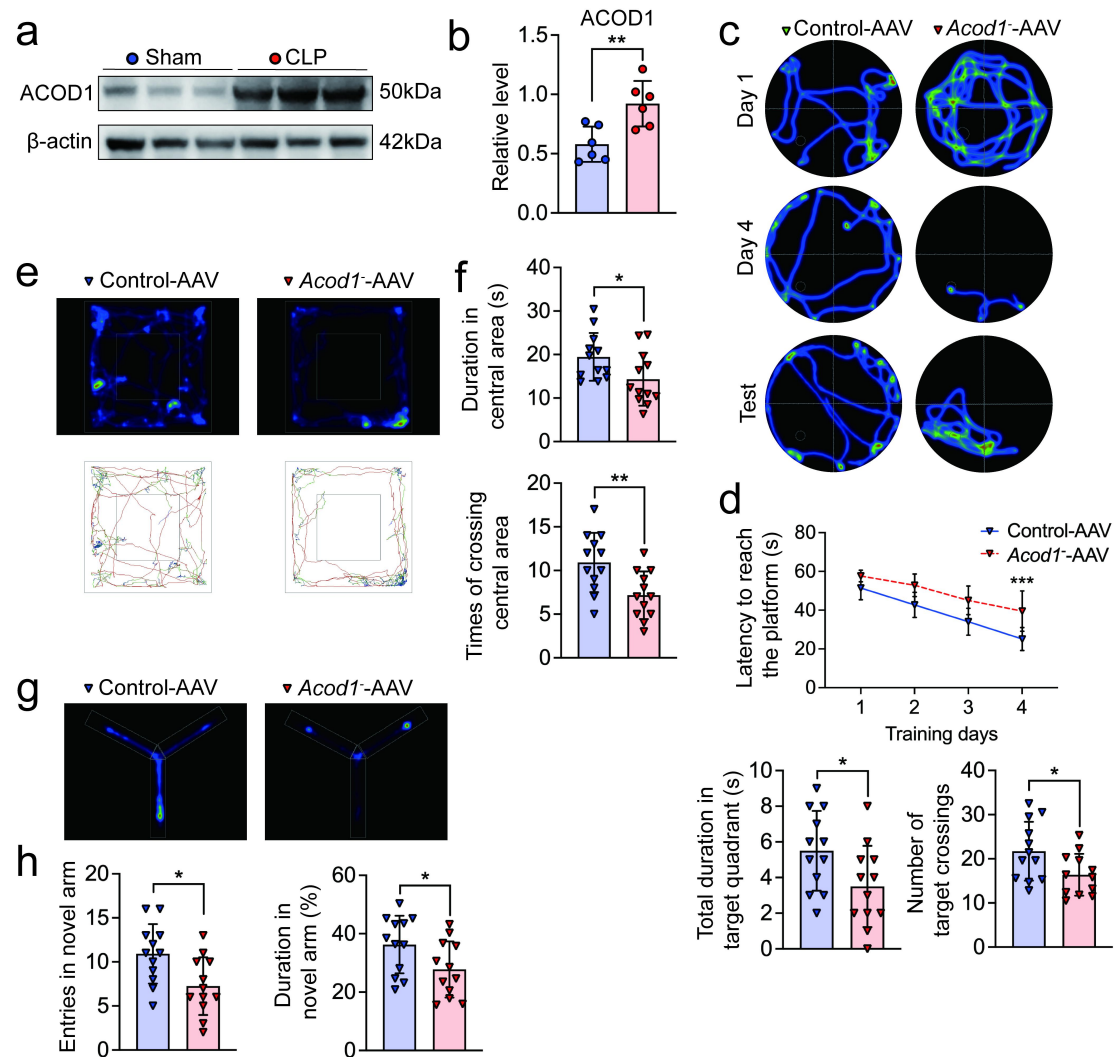 a
Sham CLP
ACOD1 50kDa
β-actin 42kDa
b
ACOD1
**
Relative level
1.5
1.0
0.5
0.0
c
Control-AAV Acod1⁻-AAV
Day 1
Day 4
Test
d
Control-AAV
Acod1⁻-AAV
***
Latency to reach
the platform (s)
80
60
40
20
0
1 2 3 4
Training days
*
Total duration in
target quadrant (s)
10
8
6
4
2
0
*
Number of
target crossings
40
30
20
10
0
e
Control-AAV Acod1⁻-AAV
f
*
Duration in
central area (s)
40
30
20
10
0
**
Times of crossing
central area
20
15
10
5
0
g
Control-AAV Acod1⁻-AAV
h
*
Entries in novel arm
20
15
10
5
0
*
Duration in
novel arm (%)
60
40
20
0